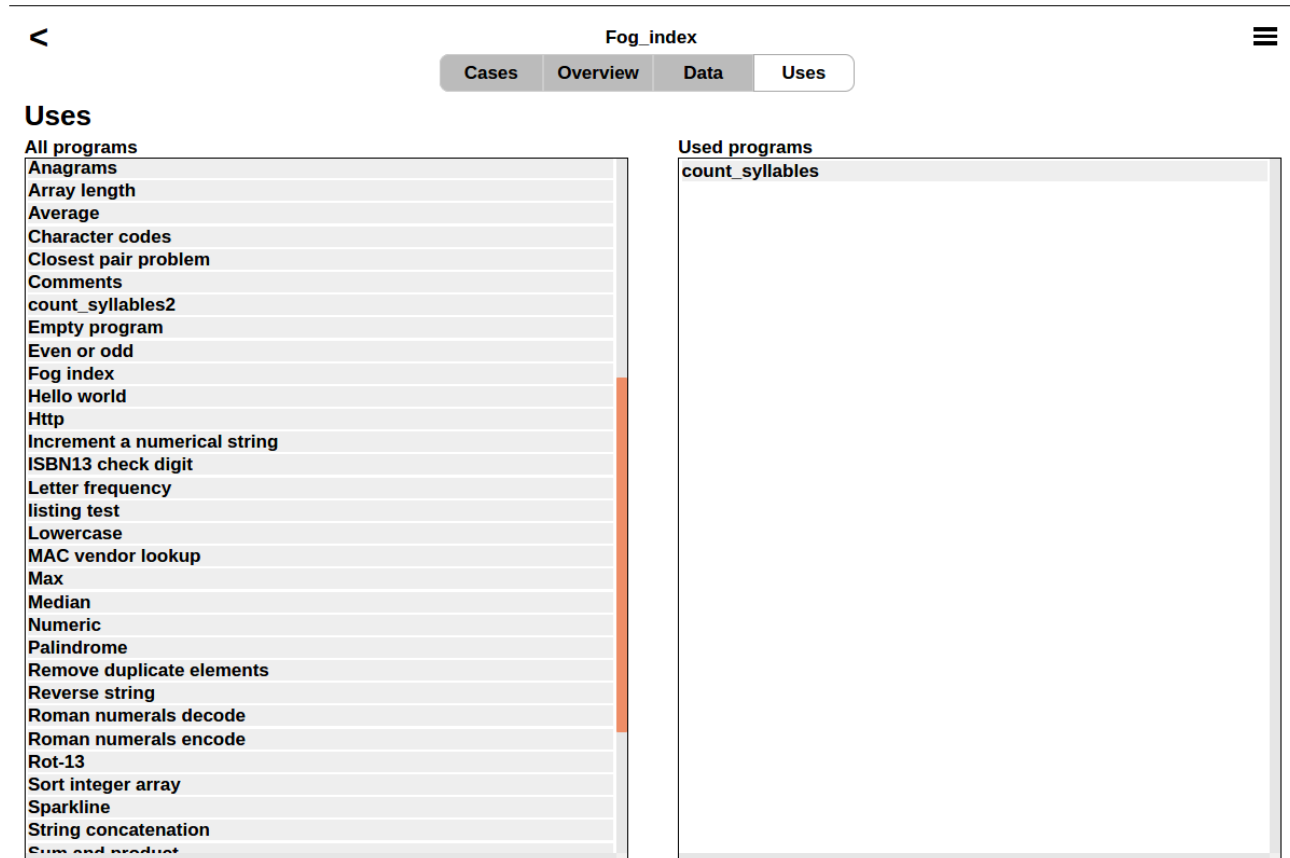 <
Fog_index
Cases Overview Data Uses
Uses
All programs
Anagrams
Array length
Average
Character codes
Closest pair problem
Comments
count_syllables2
Empty program
Even or odd
Fog index
Hello world
Http
Increment a numerical string
ISBN13 check digit
Letter frequency
listing test
Lowercase
MAC vendor lookup
Max
Median
Numeric
Palindrome
Remove duplicate elements
Reverse string
Roman numerals decode
Roman numerals encode
Rot-13
Sort integer array
Sparkline
String concatenation
Sum and product
Used programs
count_syllables